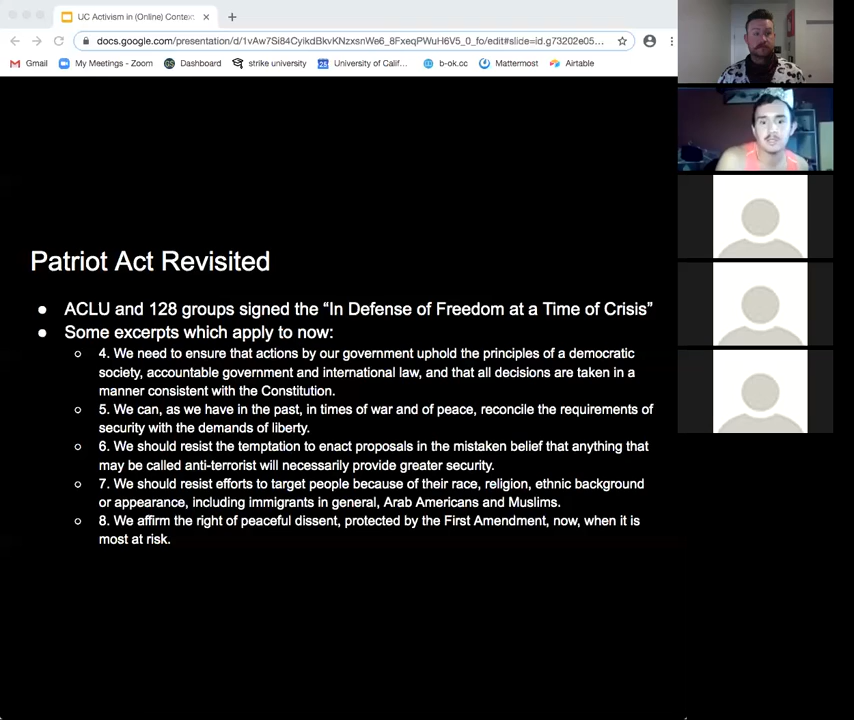 UC Activism in (Online) Contex
docs.google.com/presentation/d/1vAw7Si84CyikdBkvKNzxsnWe6_8FxeqPWuH6V5_0_fo/edit#slide=id.g73202e05...
Gmail My Meetings - Zoom Dashboard strike university University of Calif... b-ok.cc Mattermost Airtable
Patriot Act Revisited
● ACLU and 128 groups signed the “In Defense of Freedom at a Time of Crisis”
● Some excerpts which apply to now:
○ 4. We need to ensure that actions by our government uphold the principles of a democratic
society, accountable government and international law, and that all decisions are taken in a
manner consistent with the Constitution.
○ 5. We can, as we have in the past, in times of war and of peace, reconcile the requirements of
security with the demands of liberty.
○ 6. We should resist the temptation to enact proposals in the mistaken belief that anything that
may be called anti-terrorist will necessarily provide greater security.
○ 7. We should resist efforts to target people because of their race, religion, ethnic background
or appearance, including immigrants in general, Arab Americans and Muslims.
○ 8. We affirm the right of peaceful dissent, protected by the First Amendment, now, when it is
most at risk.